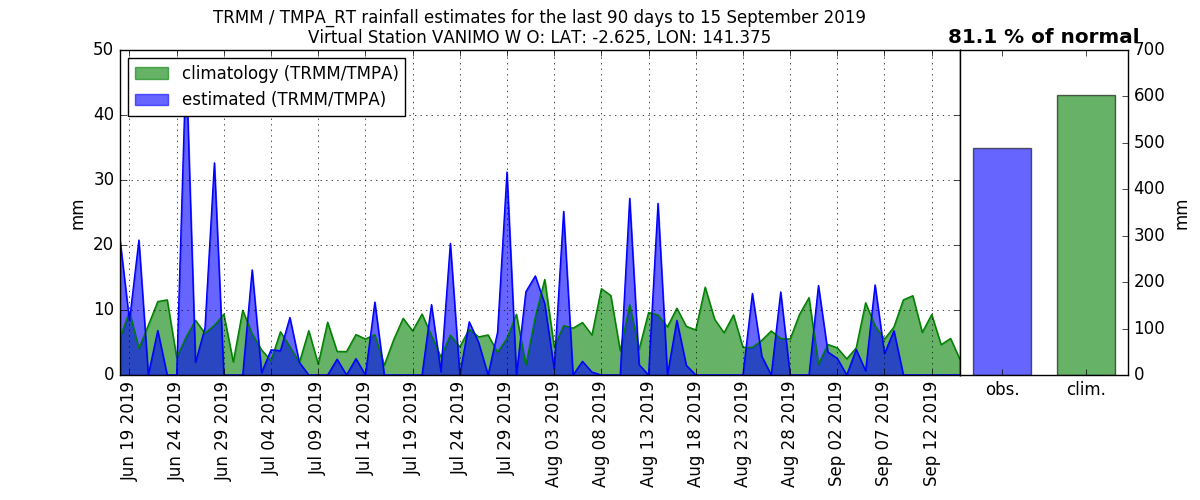 TRMM / TMPA_RT rainfall estimates for the last 90 days to 15 September 2019
Virtual Station VANIMO W O: LAT: -2.625, LON: 141.375
81.1 % of normal
climatology (TRMM/TMPA)
estimated (TRMM/TMPA)
50
40
30
20
10
0
mm
Jun 19 2019
Jun 24 2019
Jun 29 2019
Jul 04 2019
Jul 09 2019
Jul 14 2019
Jul 19 2019
Jul 24 2019
Jul 29 2019
Aug 03 2019
Aug 08 2019
Aug 13 2019
Aug 18 2019
Aug 23 2019
Aug 28 2019
Sep 02 2019
Sep 07 2019
Sep 12 2019
700
600
500
400
300
200
100
0
mm
obs.
clim.